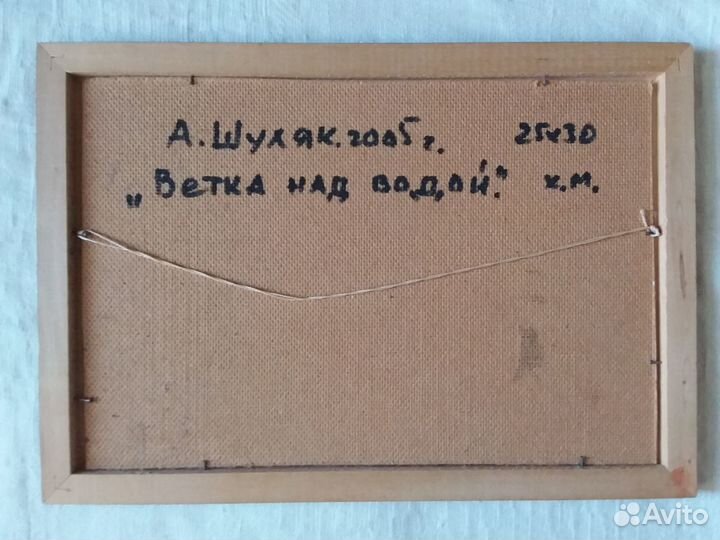 А. Шуляк. 2005 г. 25х30
„Ветка над водой." х.м.
Avito